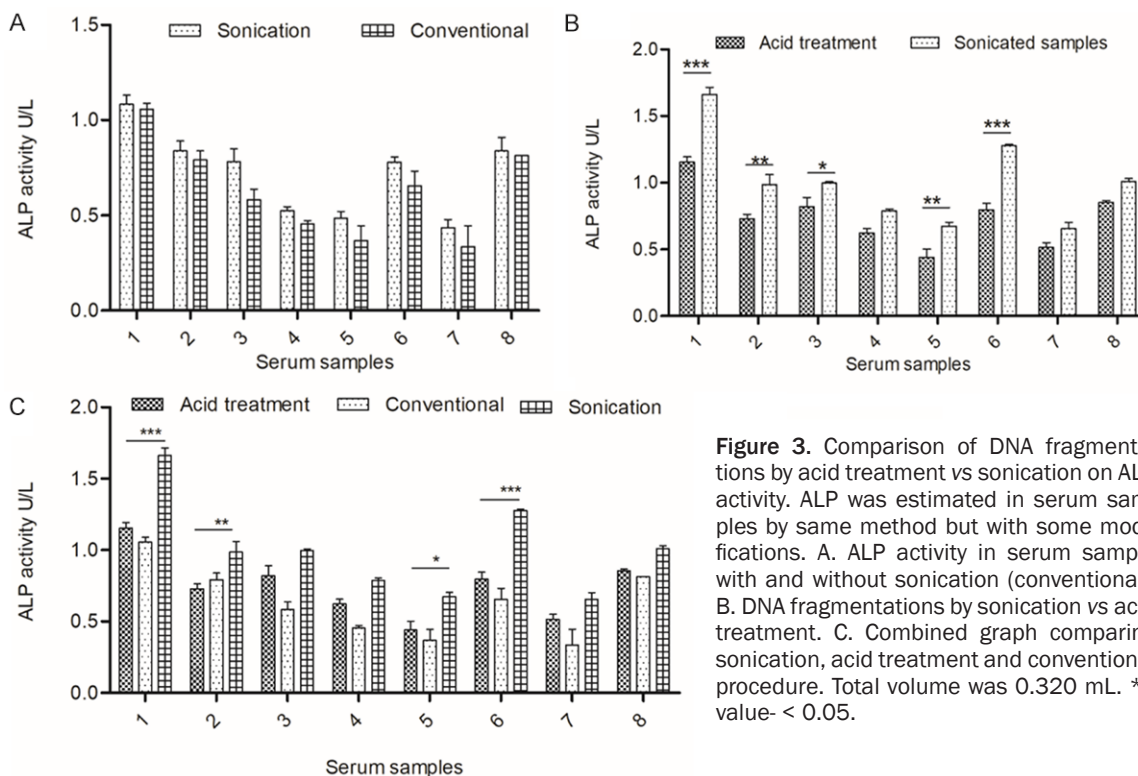 A
Sonication Conventional
1.5
1.0
0.5
0.0
ALP activity U/L
1 2 3 4 5 6 7 8
Serum samples
B
Acid treatment Sonicated samples
2.0
1.5
1.0
0.5
0.0
ALP activity U/L
*** ** * ** ***
1 2 3 4 5 6 7 8
Serum samples
C
Acid treatment Conventional Sonication
2.0
1.5
1.0
0.5
0.0
ALP activity U/L
*** ** * ***
1 2 3 4 5 6 7 8
Serum samples
Figure 3. Comparison of DNA fragmenta-
tions by acid treatment vs sonication on AL
activity. ALP was estimated in serum sam-
ples by same method but with some mod
fications. A. ALP activity in serum samp
with and without sonication (conventional
B. DNA fragmentations by sonication vs ac
treatment. C. Combined graph comparin
sonication, acid treatment and convention
procedure. Total volume was 0.320 mL. *
value- < 0.05.